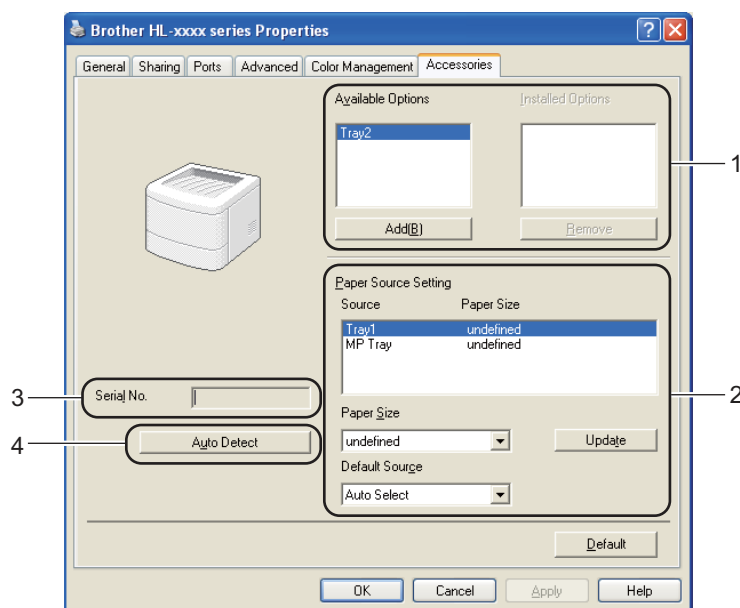 Brother HL-xxxx series Properties
General Sharing Ports Advanced Color Management Accessories
Available Options Installed Options
Tray2
1
Add(B) Remove
Paper Source Setting
Source Paper Size
Tray1 undefined
MP Tray undefined
3 Serial No. 2
Paper Size
4 Auto Detect undefined Update
Default Source
Auto Select
Default
OK Cancel Apply Help